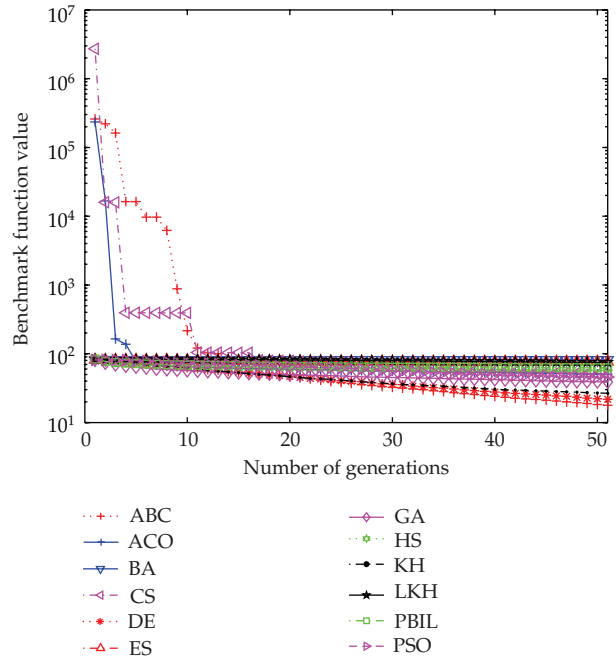 10^7
10^6
10^5
10^4
10^3
10^2
10^1
Benchmark function value
0 10 20 30 40 50
Number of generations
ABC
ACO
BA
CS
DE
ES
GA
HS
KH
LKH
PBIL
PSO